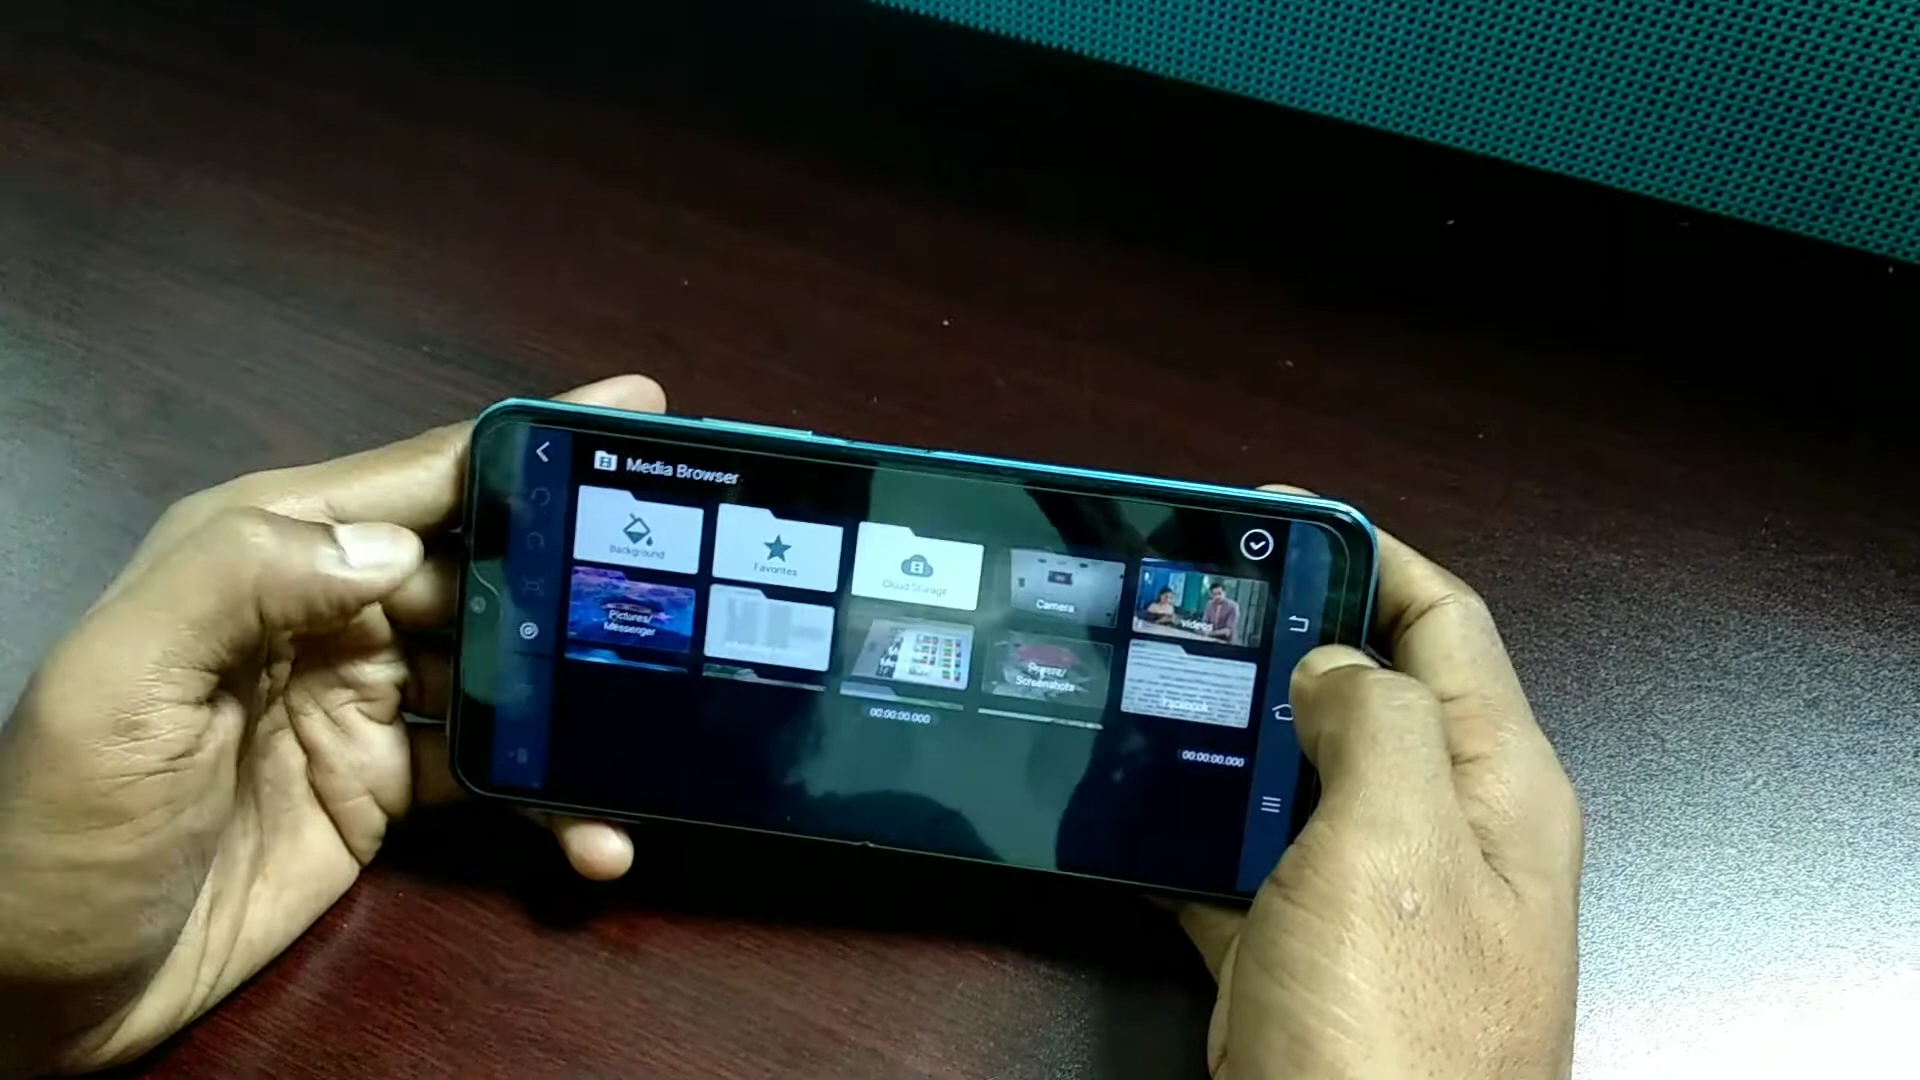 Media Browser
Background
Favorites
Cloud Storage
Camera
videos
Pictures/
Messenger
Screenshots
Facebook
00:00:00.000
00:00:00.000